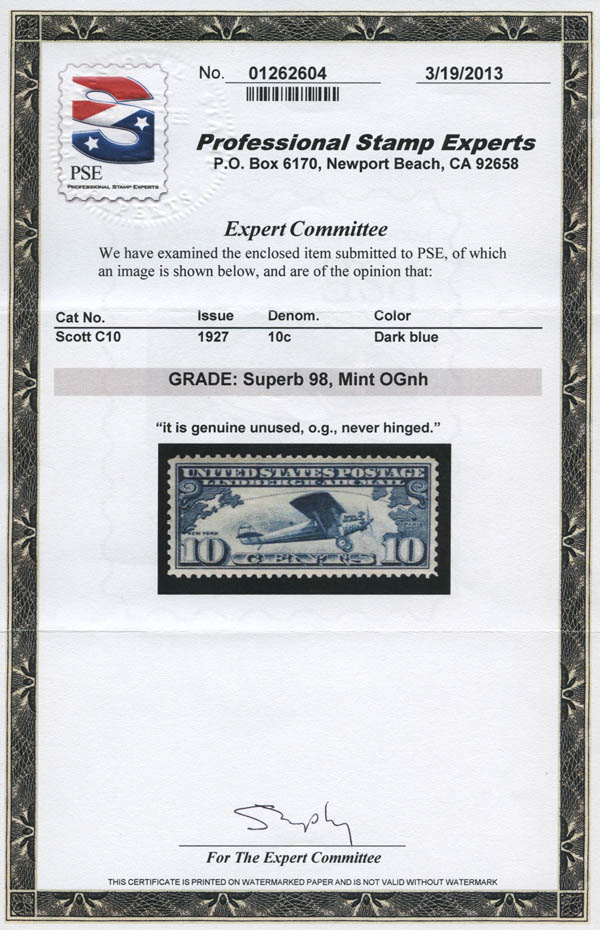 No. 01262604 3/19/2013
PSE
PROFESSIONAL STAMP EXPERTS
Professional Stamp Experts
P.O. Box 6170, Newport Beach, CA 92658
Expert Committee
We have examined the enclosed item submitted to PSE, of which
an image is shown below, and are of the opinion that:
Cat No. Issue Denom. Color
Scott C10 1927 10c Dark blue
GRADE: Superb 98, Mint OGnh
“it is genuine unused, o.g., never hinged.”
UNITED STATES POSTAGE
LINDBERGH AIR MAIL
NEW YORK PARIS
10 CENTS 10
For The Expert Committee
THIS CERTIFICATE IS PRINTED ON WATERMARKED PAPER AND IS NOT VALID WITHOUT WATERMARK